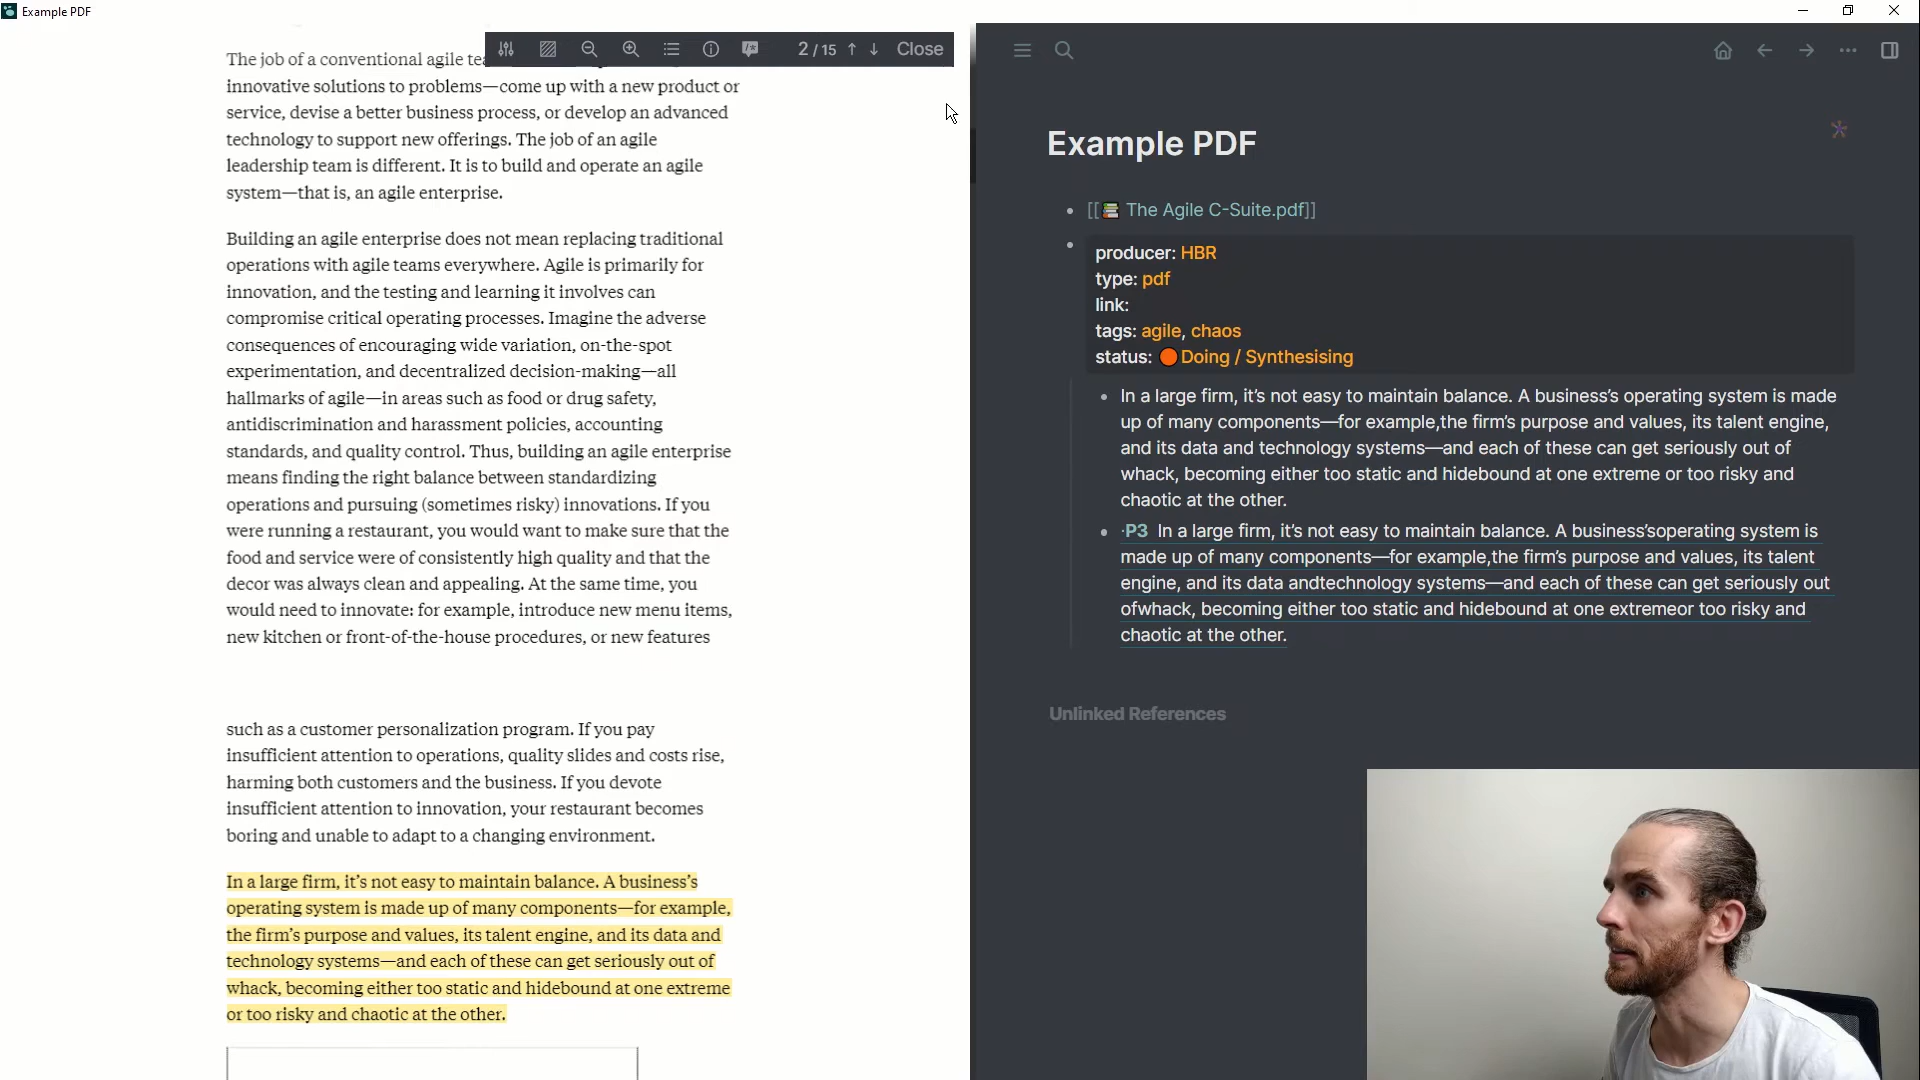 Example PDF
The job of a conventional agile tea
2 / 15 ↑ ↓ Close
innovative solutions to problems—come up with a new product or
service, devise a better business process, or develop an advanced
technology to support new offerings. The job of an agile
leadership team is different. It is to build and operate an agile
system—that is, an agile enterprise.
Building an agile enterprise does not mean replacing traditional
operations with agile teams everywhere. Agile is primarily for
innovation, and the testing and learning it involves can
compromise critical operating processes. Imagine the adverse
consequences of encouraging wide variation, on-the-spot
experimentation, and decentralized decision-making—all
hallmarks of agile—in areas such as food or drug safety,
antidiscrimination and harassment policies, accounting
standards, and quality control. Thus, building an agile enterprise
means finding the right balance between standardizing
operations and pursuing (sometimes risky) innovations. If you
were running a restaurant, you would want to make sure that the
food and service were of consistently high quality and that the
decor was always clean and appealing. At the same time, you
would need to innovate: for example, introduce new menu items,
new kitchen or front-of-the-house procedures, or new features
such as a customer personalization program. If you pay
insufficient attention to operations, quality slides and costs rise,
harming both customers and the business. If you devote
insufficient attention to innovation, your restaurant becomes
boring and unable to adapt to a changing environment.
In a large firm, it’s not easy to maintain balance. A business’s
operating system is made up of many components—for example,
the firm’s purpose and values, its talent engine, and its data and
technology systems—and each of these can get seriously out of
whack, becoming either too static and hidebound at one extreme
or too risky and chaotic at the other.
Example PDF
[[📚 The Agile C-Suite.pdf]]
producer: HBR
type: pdf
link:
tags: agile, chaos
status: 🟠Doing / Synthesising
In a large firm, it’s not easy to maintain balance. A business’s operating system is made
up of many components—for example,the firm’s purpose and values, its talent engine,
and its data and technology systems—and each of these can get seriously out of
whack, becoming either too static and hidebound at one extreme or too risky and
chaotic at the other.
P3 In a large firm, it’s not easy to maintain balance. A business’soperating system is
made up of many components—for example,the firm’s purpose and values, its talent
engine, and its data andtechnology systems—and each of these can get seriously out
ofwhack, becoming either too static and hidebound at one extremeor too risky and
chaotic at the other.
Unlinked References